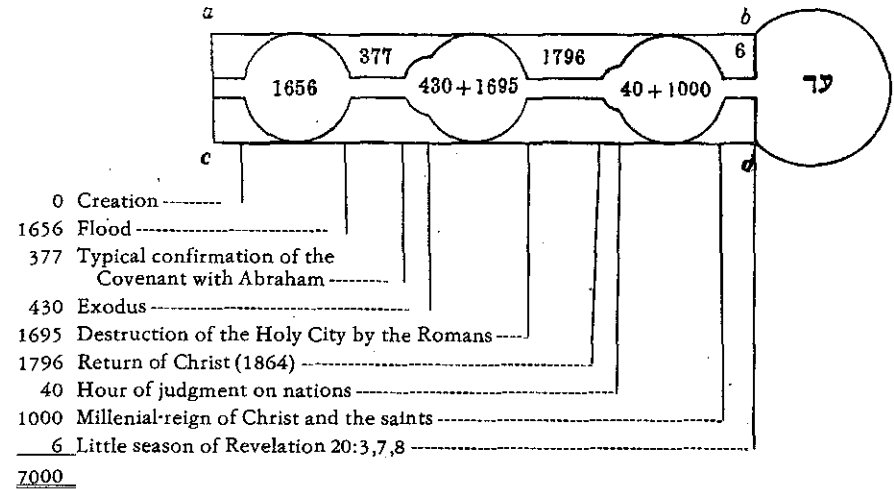 a b
377 1796 6
1656 430+1695 40+1000 עד
c d
0 Creation
1656 Flood
377 Typical confirmation of the
Covenant with Abraham
430 Exodus
1695 Destruction of the Holy City by the Romans
1796 Return of Christ (1864)
40 Hour of judgment on nations
1000 Millenial-reign of Christ and the saints
6 Little season of Revelation 20:3,7,8
7000